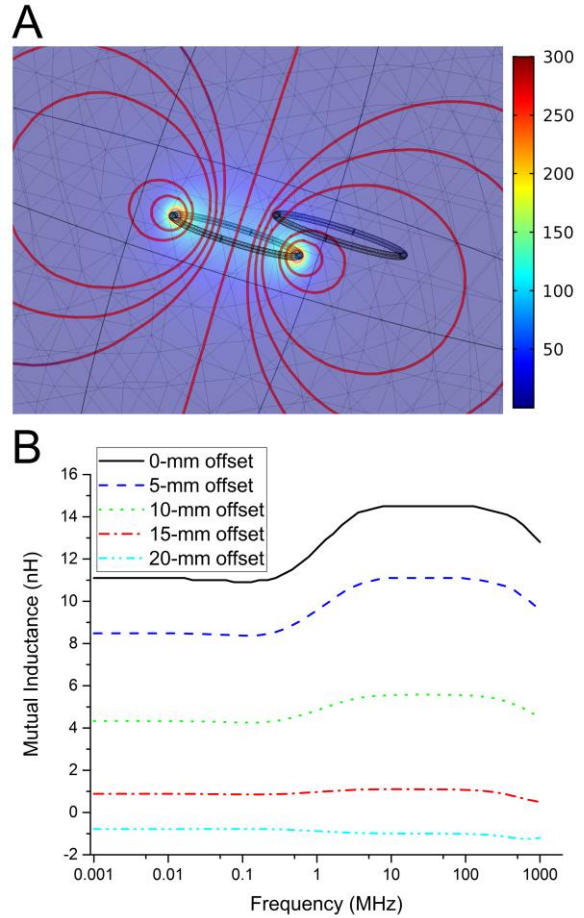 A
300
250
200
150
100
50
B
0-mm offset
5-mm offset
10-mm offset
15-mm offset
20-mm offset
16
14
12
10
8
6
4
2
0
-2
Mutual Inductance (nH)
0.001 0.01 0.1 1 10 100 1000
Frequency (MHz)